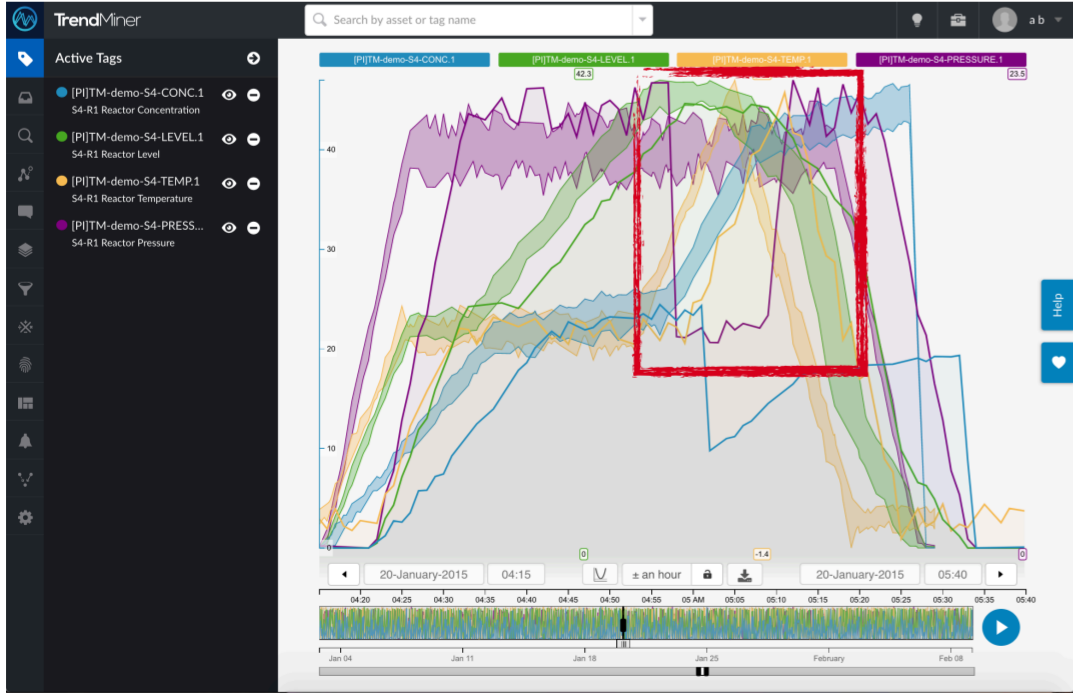 TrendMiner
Search by asset or tag name
a b
Active Tags
[PI]TM-demo-S4-CONC.1
S4-R1 Reactor Concentration
[PI]TM-demo-S4-LEVEL.1
S4-R1 Reactor Level
[PI]TM-demo-S4-TEMP.1
S4-R1 Reactor Temperature
[PI]TM-demo-S4-PRESS...
S4-R1 Reactor Pressure
[PI]TM-demo-S4-CONC.1 [PI]TM-demo-S4-LEVEL.1 [PI]TM-demo-S4-TEMP.1 [PI]TM-demo-S4-PRESSURE.1
42.3 23.5
40
30
20
10
0
0 -1.4 0
Help
20-January-2015 04:15 ± an hour 20-January-2015 05:40
04:20 04:25 04:30 04:35 04:40 04:45 04:50 04:55 05 AM 05:05 05:10 05:15 05:20 05:25 05:30 05:35 05:40
Jan 04 Jan 11 Jan 18 Jan 25 February Feb 08